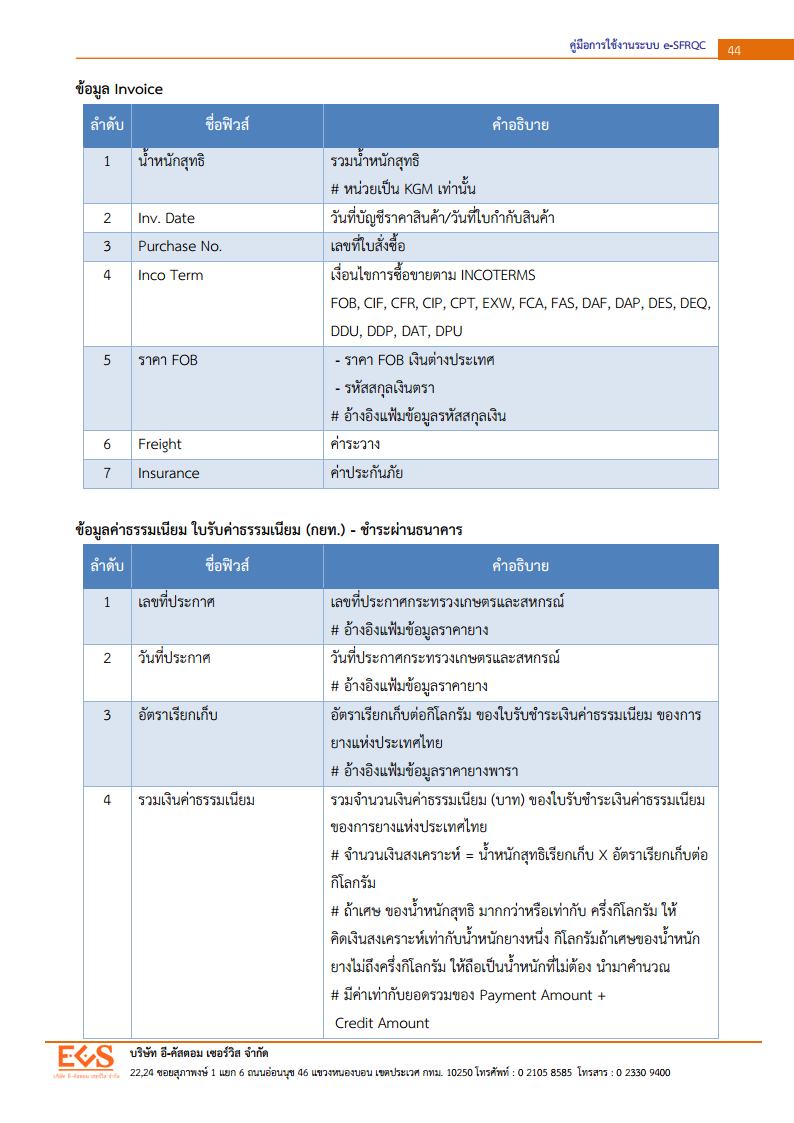 คู่มือการใช้งานระบบ e-SFRQC 44
ข้อมูล Invoice
ลำดับ ชื่อฟิวส์ คำอธิบาย
1 น้ำหนักสุทธิ รวมน้ำหนักสุทธิ
# หน่วยเป็น KGM เท่านั้น
2 Inv. Date วันที่บัญชีราคาสินค้า/วันที่ใบกำกับสินค้า
3 Purchase No. เลขที่ใบสั่งซื้อ
4 Inco Term เงื่อนไขการซื้อขายตาม INCOTERMS
FOB, CIF, CFR, CIP, CPT, EXW, FCA, FAS, DAF, DAP, DES, DEQ,
DDU, DDP, DAT, DPU
5 ราคา FOB - ราคา FOB เงินต่างประเทศ
- รหัสสกุลเงินตรา
# อ้างอิงแฟ้มข้อมูลรหัสสกุลเงิน
6 Freight ค่าระวาง
7 Insurance ค่าประกันภัย
ข้อมูลค่าธรรมเนียม ใบรับค่าธรรมเนียม (กยท.) - ชำระผ่านธนาคาร
ลำดับ ชื่อฟิวส์ คำอธิบาย
1 เลขที่ประกาศ เลขที่ประกาศกระทรวงเกษตรและสหกรณ์
# อ้างอิงแฟ้มข้อมูลราคายาง
2 วันที่ประกาศ วันที่ประกาศกระทรวงเกษตรและสหกรณ์
# อ้างอิงแฟ้มข้อมูลราคายาง
3 อัตราเรียกเก็บ อัตราเรียกเก็บต่อกิโลกรัม ของใบรับชำระเงินค่าธรรมเนียม ของการ
ยางแห่งประเทศไทย
# อ้างอิงแฟ้มข้อมูลราคายางพารา
4 รวมเงินค่าธรรมเนียม รวมจำนวนเงินค่าธรรมเนียม (บาท) ของใบรับชำระเงินค่าธรรมเนียม
ของการยางแห่งประเทศไทย
# จำนวนเงินสงเคราะห์ = น้ำหนักสุทธิเรียกเก็บ X อัตราเรียกเก็บต่อ
กิโลกรัม
# ถ้าเศษ ของน้ำหนักสุทธิ มากกว่าหรือเท่ากับ ครึ่งกิโลกรัม ให้
คิดเงินสงเคราะห์เท่ากับน้ำหนักยางหนึ่ง กิโลกรัมถ้าเศษของน้ำหนัก
ยางไม่ถึงครึ่งกิโลกรัม ให้ถือเป็นน้ำหนักที่ไม่ต้อง นำมาคำนวณ
# มีค่าเท่ากับยอดรวมของ Payment Amount +
Credit Amount
ECS บริษัท อี-คัสตอม เซอร์วิส จำกัด
บริษัท อี-คัสตอม เซอร์วิส จำกัด
22,24 ซอยสุภาพงษ์ 1 แยก 6 ถนนอ่อนนุช 46 แขวงหนองบอน เขตประเวศ กทม. 10250 โทรศัพท์ : 0 2105 8585 โทรสาร : 0 2330 9400